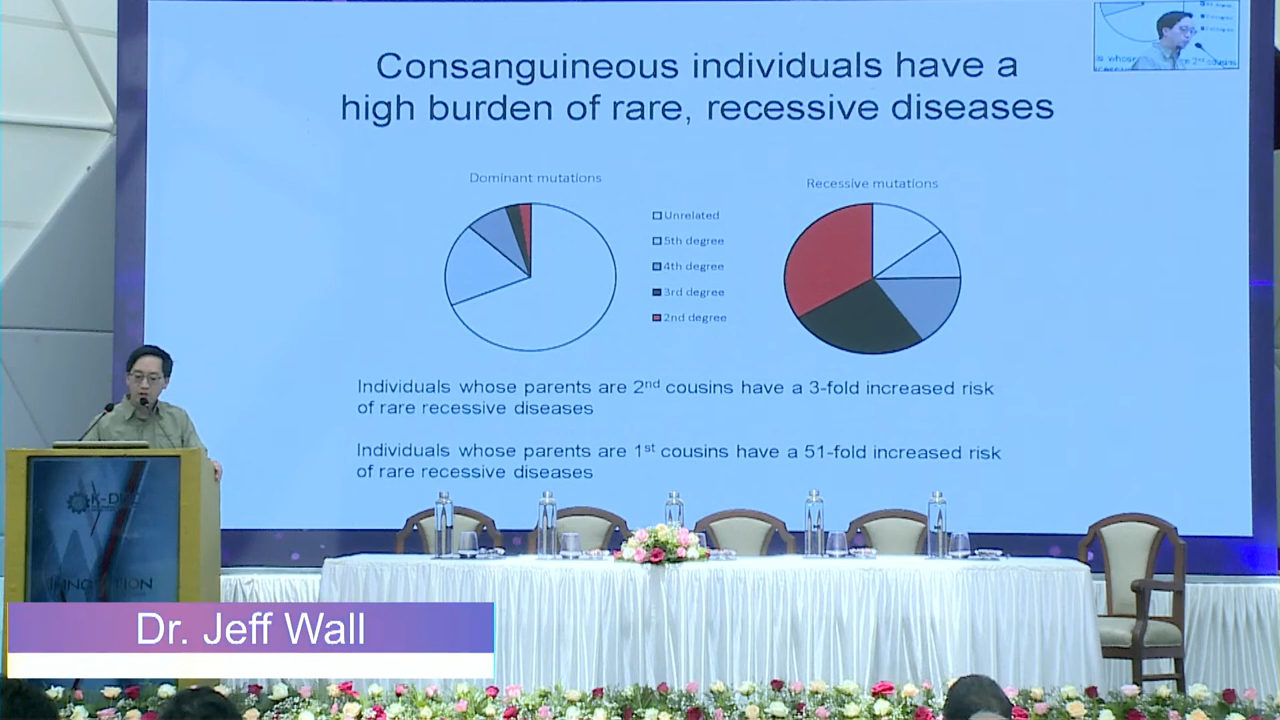 Consanguineous individuals have a
high burden of rare, recessive diseases
Dominant mutations
Recessive mutations
Unrelated
5th degree
4th degree
3rd degree
2nd degree
Individuals whose parents are 2nd cousins have a 3-fold increased risk
of rare recessive diseases
Individuals whose parents are 1st cousins have a 51-fold increased risk
of rare recessive diseases
Dr. Jeff Wall